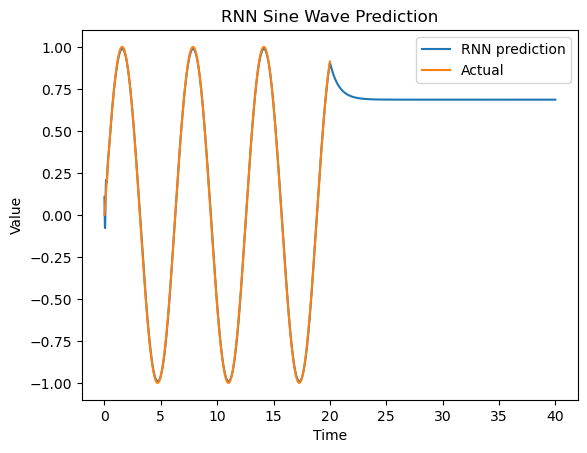 RNN Sine Wave Prediction
RNN prediction
Actual
1.00
0.75
0.50
0.25
0.00
−0.25
−0.50
−0.75
−1.00
Value
0 5 10 15 20 25 30 35 40
Time